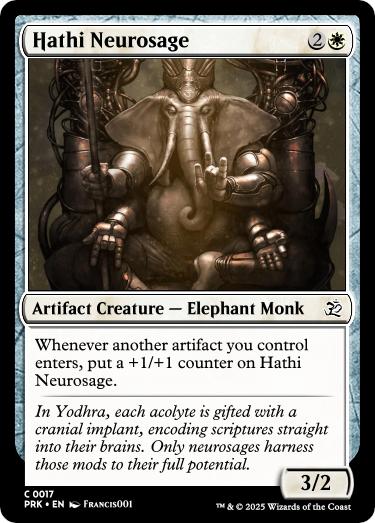 Hathi Neurosage 2
Artifact Creature — Elephant Monk
Whenever another artifact you control
enters, put a +1/+1 counter on Hathi
Neurosage.
In Yodhra, each acolyte is gifted with a
cranial implant, encoding scriptures straight
into their brains. Only neurosages harness
those mods to their full potential.
3/2
C 0017
PRK • EN Francis001
™ & © 2025 Wizards of the Coast